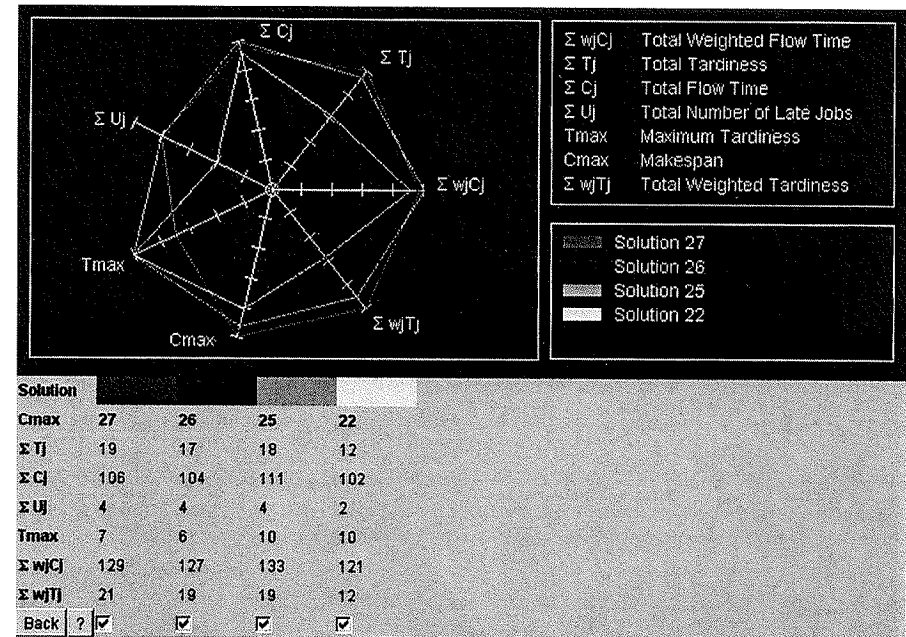 Σ Cj
Σ Tj
Σ Uj
Σ wjCj
Tmax
Σ wjTj
Cmax
Σ wjCj Total Weighted Flow Time
Σ Tj Total Tardiness
Σ Cj Total Flow Time
Σ Uj Total Number of Late Jobs
Tmax Maximum Tardiness
Cmax Makespan
Σ wjTj Total Weighted Tardiness
Solution 27
Solution 26
Solution 25
Solution 22
Solution
Cmax 27 26 25 22
Σ Tj 19 17 18 12
Σ Cj 106 104 111 102
Σ Uj 4 4 4 2
Tmax 7 6 10 10
Σ wjCj 129 127 133 121
Σ wjTj 21 19 19 12
Back ?